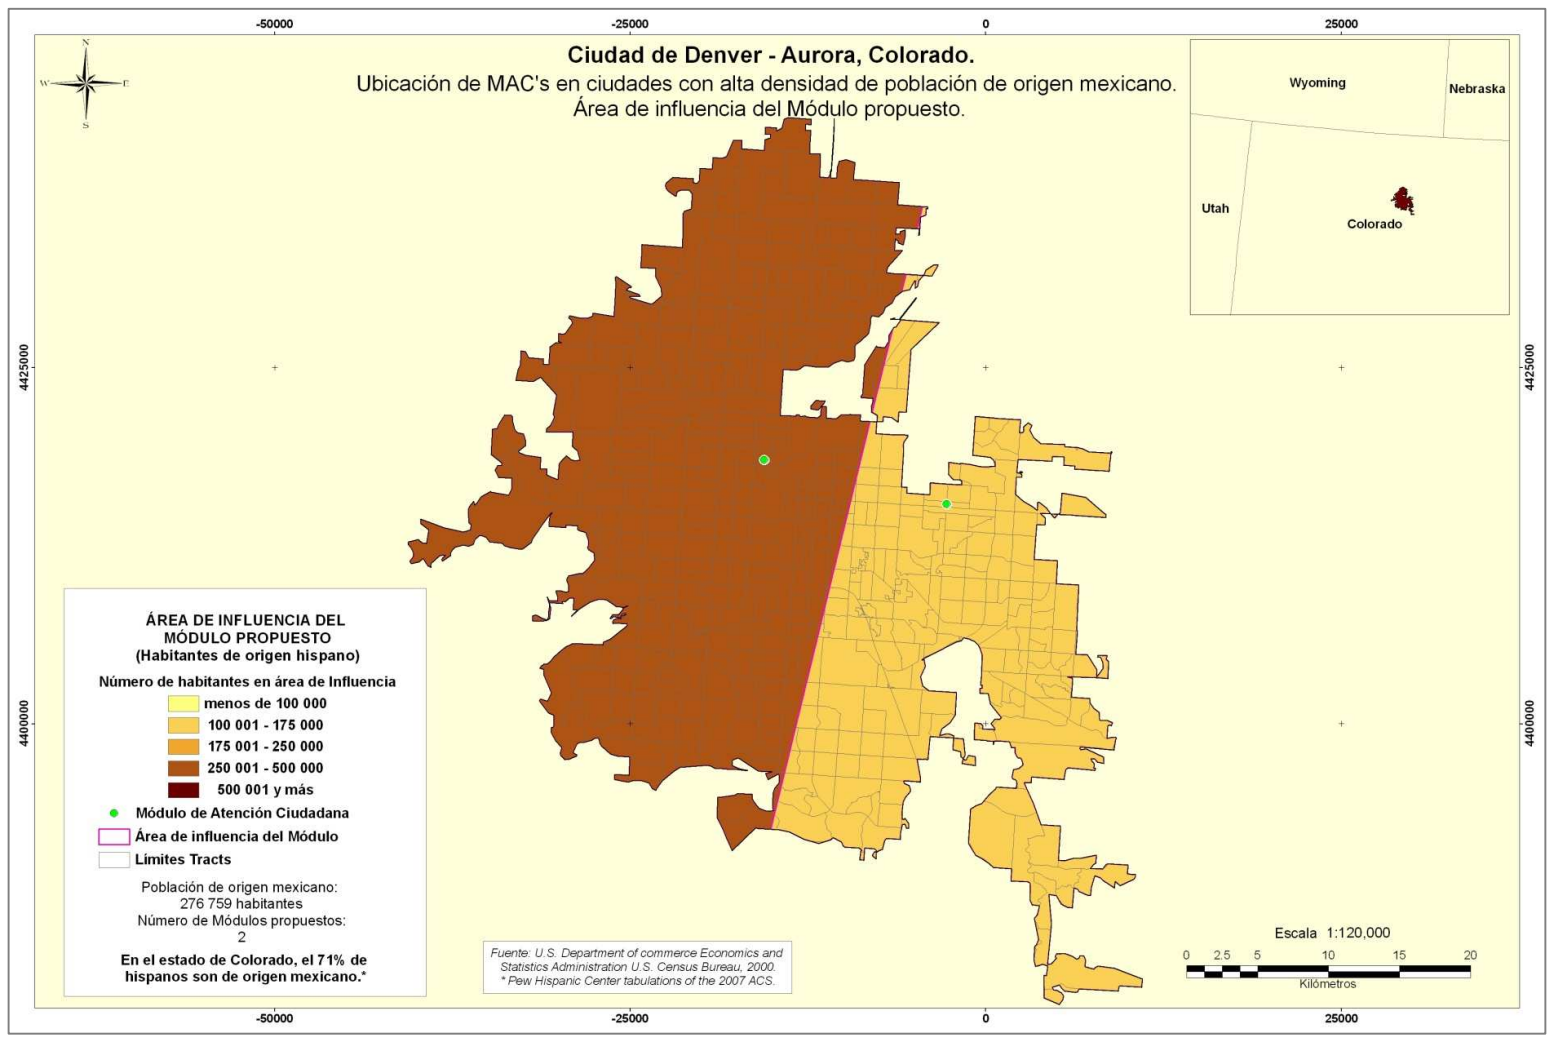 -50000
-25000
0
25000
Ciudad de Denver - Aurora, Colorado.
Ubicación de MAC's en ciudades con alta densidad de población de origen mexicano.
Área de influencia del Módulo propuesto.
N
W
E
S
Wyoming
Nebraska
Utah
Colorado
4425000
4425000
4400000
4400000
ÁREA DE INFLUENCIA DEL
MÓDULO PROPUESTO
(Habitantes de origen hispano)
Número de habitantes en área de Influencia
menos de 100 000
100 001 - 175 000
175 001 - 250 000
250 001 - 500 000
500 001 y más
Módulo de Atención Ciudadana
Área de influencia del Módulo
Límites Tracts
Población de origen mexicano:
276 759 habitantes
Número de Módulos propuestos:
2
En el estado de Colorado, el 71% de
hispanos son de origen mexicano.*
Fuente: U.S. Department of commerce Economics and
Statistics Administration U.S. Census Bureau, 2000.
* Pew Hispanic Center tabulations of the 2007 ACS.
Escala 1:120,000
0 2.5 5 10 15 20
Kilómetros
-50000
-25000
0
25000